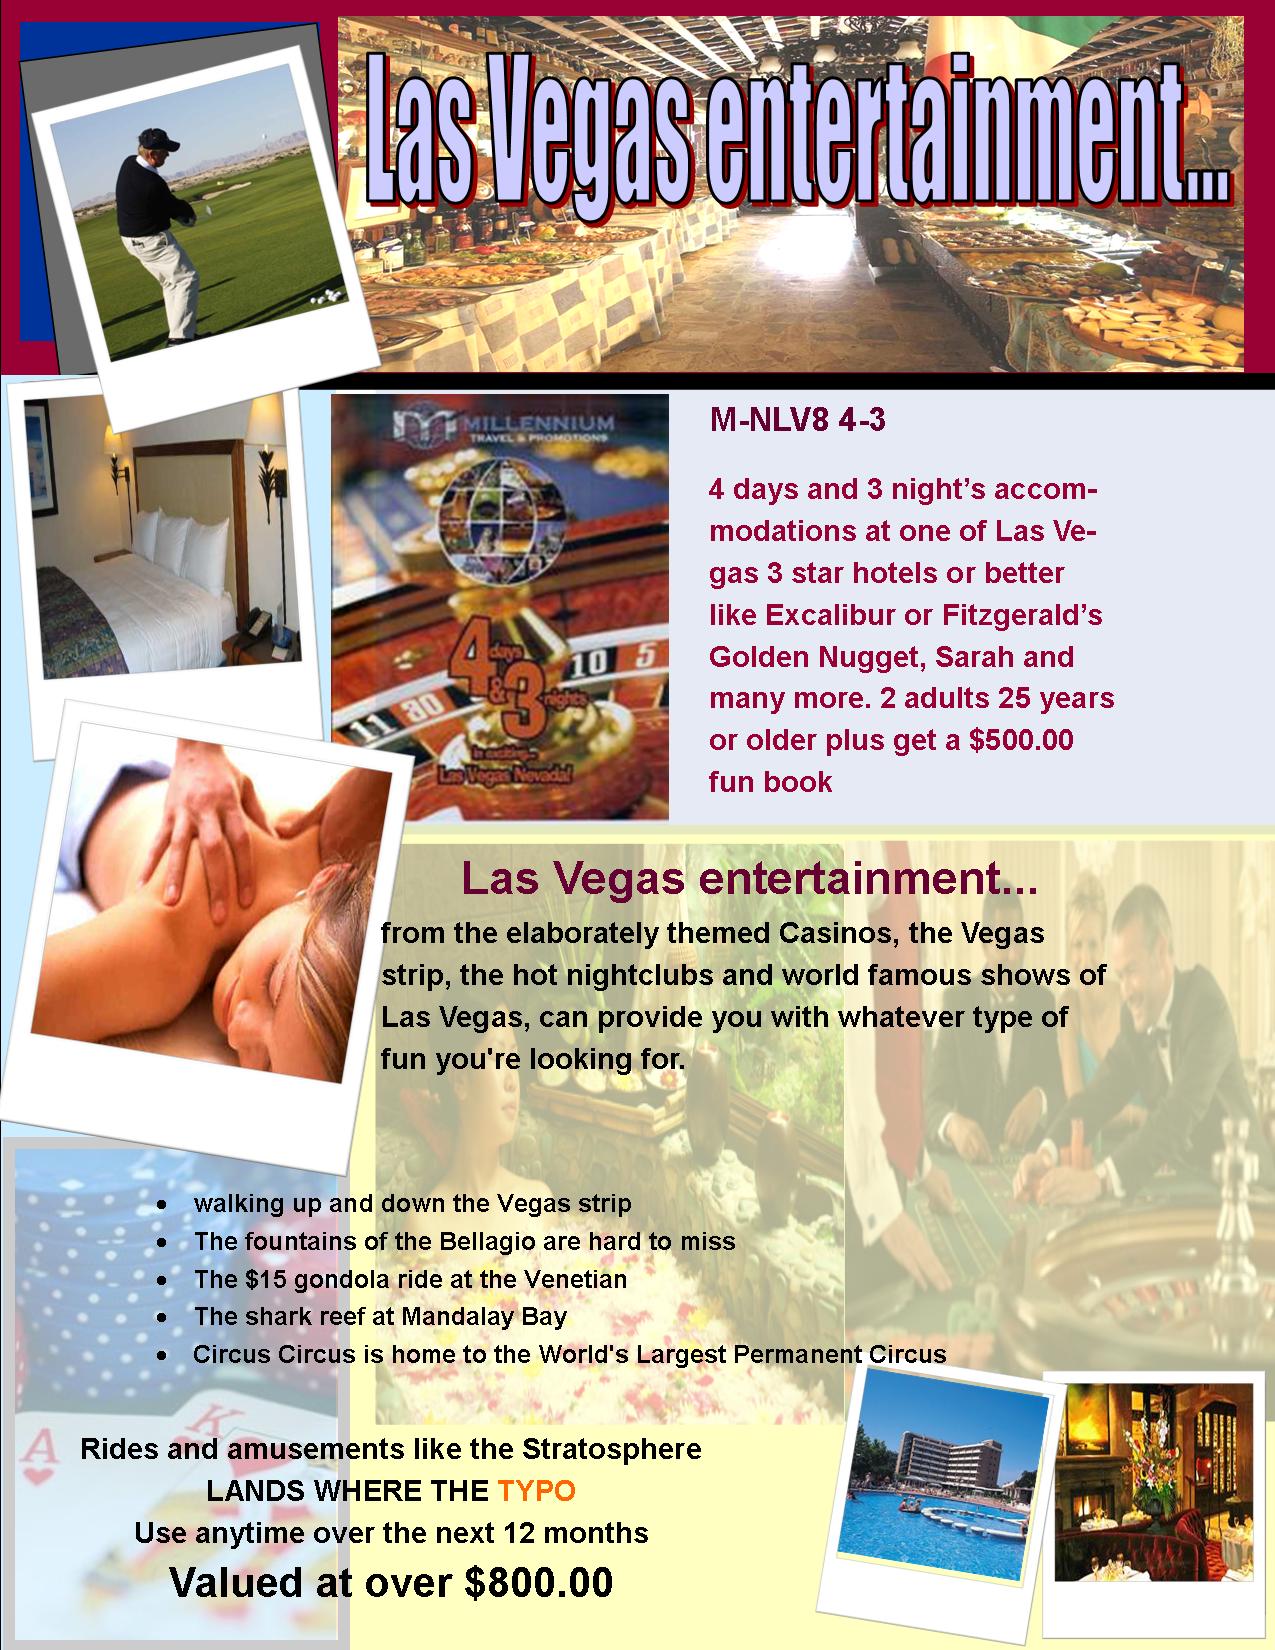 Las Vegas entertainment...
MILLENNIUM
TRAVEL & PROMOTIONS
4 days
&
3 nights
In exciting...
Las Vegas Nevada!
11 30 10 5
M-NLV8 4-3
4 days and 3 night’s accom-
modations at one of Las Ve-
gas 3 star hotels or better
like Excalibur or Fitzgerald’s
Golden Nugget, Sarah and
many more. 2 adults 25 years
or older plus get a $500.00
fun book
Las Vegas entertainment...
from the elaborately themed Casinos, the Vegas
strip, the hot nightclubs and world famous shows of
Las Vegas, can provide you with whatever type of
fun you're looking for.
• walking up and down the Vegas strip
• The fountains of the Bellagio are hard to miss
• The $15 gondola ride at the Venetian
• The shark reef at Mandalay Bay
• Circus Circus is home to the World's Largest Permanent Circus
A K
Rides and amusements like the Stratosphere
LANDS WHERE THE TYPO
Use anytime over the next 12 months
Valued at over $800.00